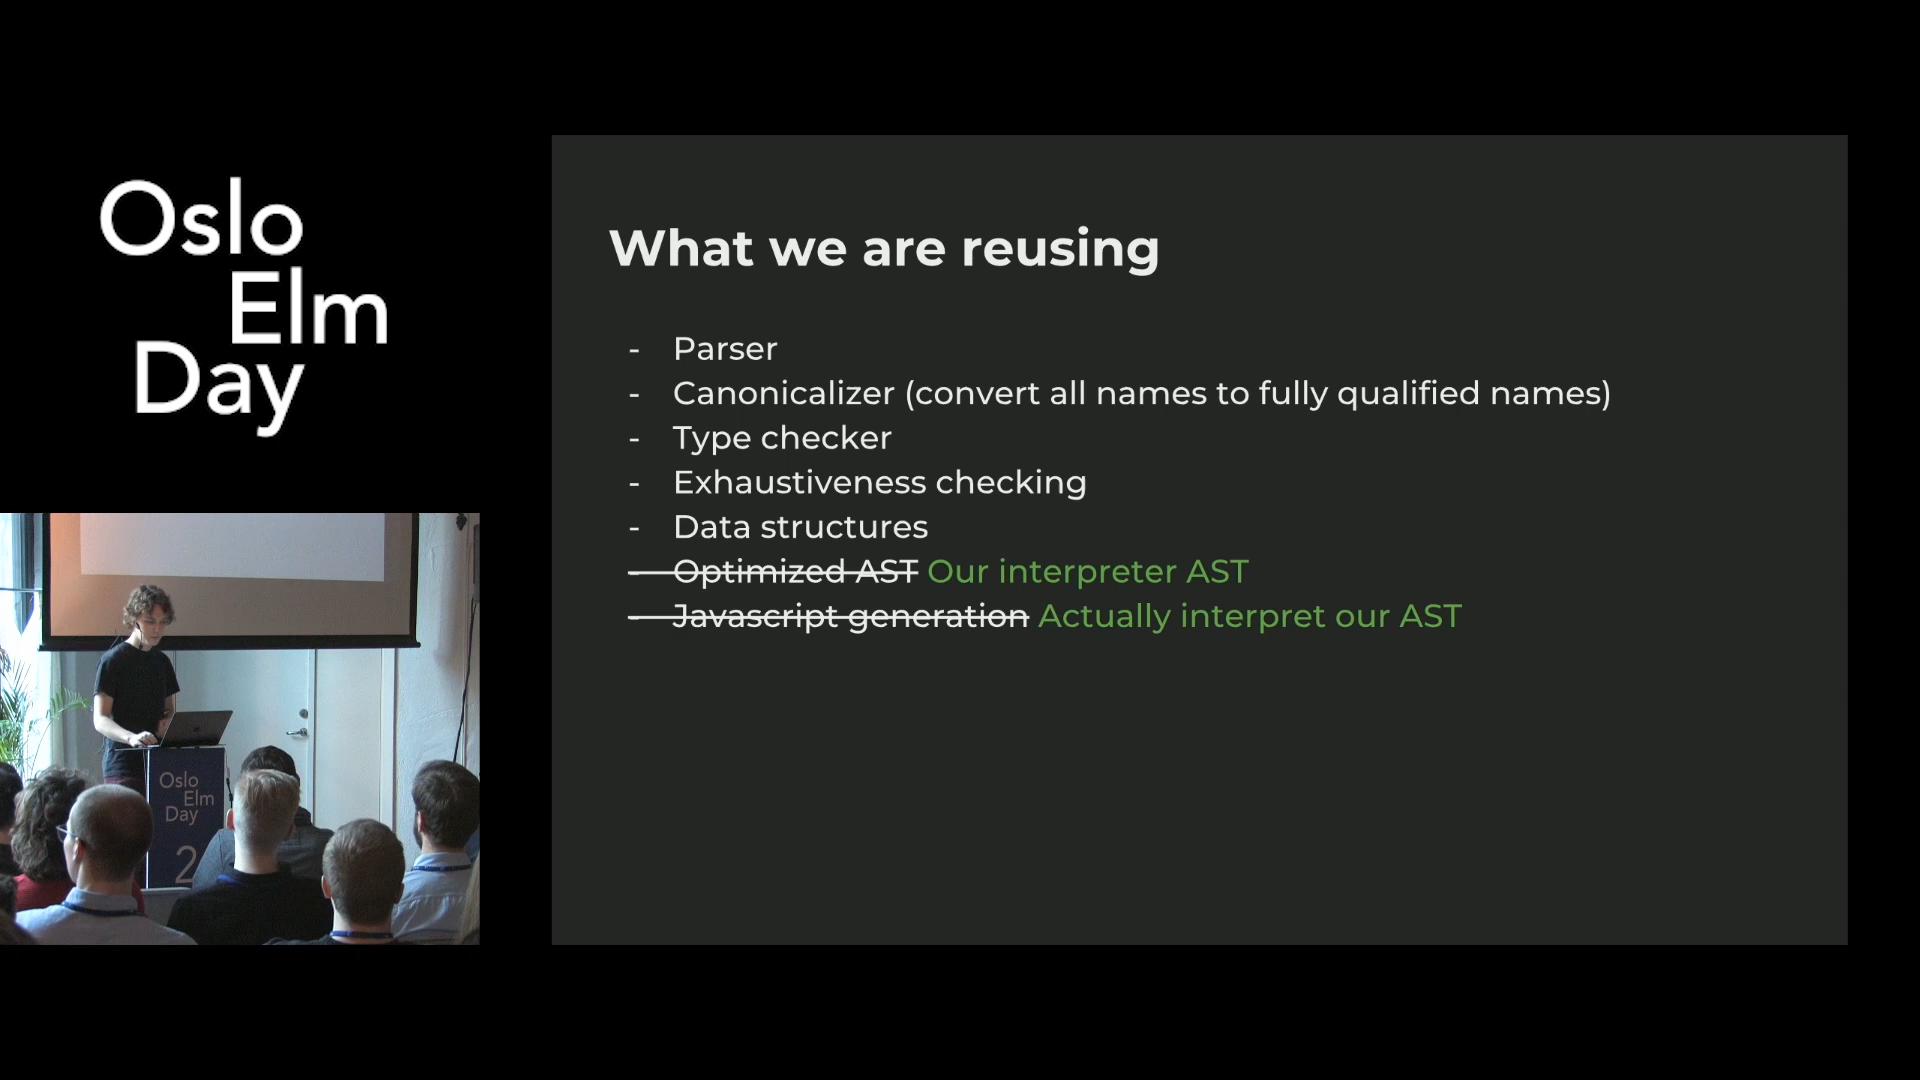 Oslo
Elm
Day
What we are reusing
- Parser
- Canonicalizer (convert all names to fully qualified names)
- Type checker
- Exhaustiveness checking
- Data structures
- Optimized AST Our interpreter AST
- Javascript generation Actually interpret our AST
Oslo
Elm
Day
2